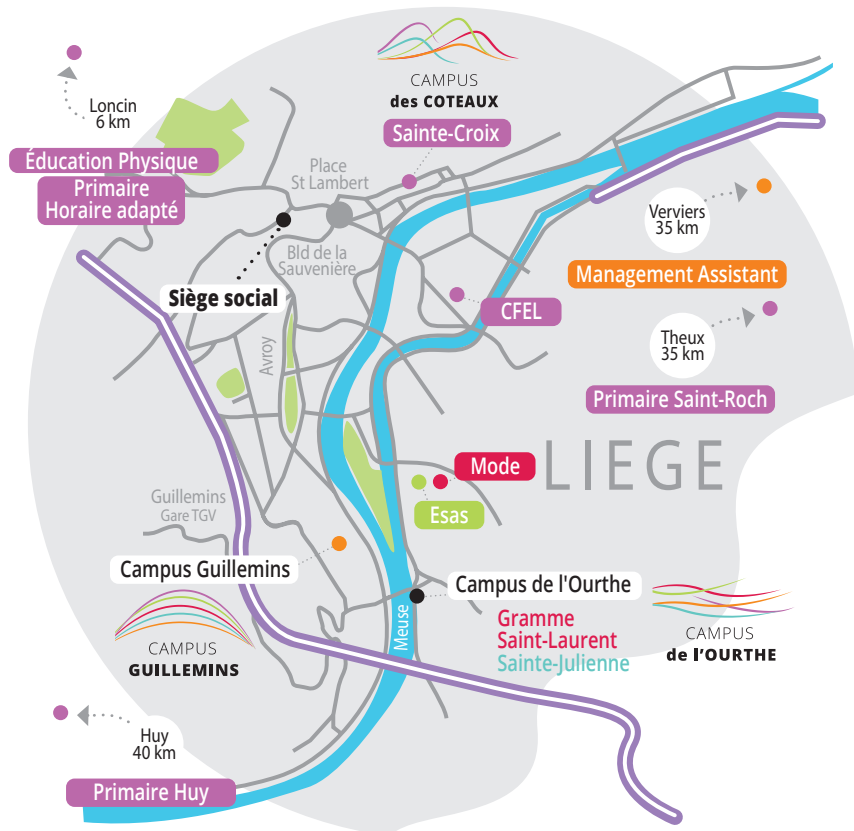 CAMPUS
des COTEAUX
Loncin
6 km
Sainte-Croix
Éducation Physique
Primaire
Horaire adapté
Place
St Lambert
Verviers
35 km
Bld de la
Sauvenière
Management Assistant
Siège social
CFEL
Theux
35 km
Avroy
Primaire Saint-Roch
Mode
LIEGE
Esas
Guillemins
Gare TGV
Campus Guillemins
Campus de l'Ourthe
Gramme
Saint-Laurent
Sainte-Julienne
Meuse
CAMPUS
de l'OURTHE
CAMPUS
GUILLEMINS
Huy
40 km
Primaire Huy